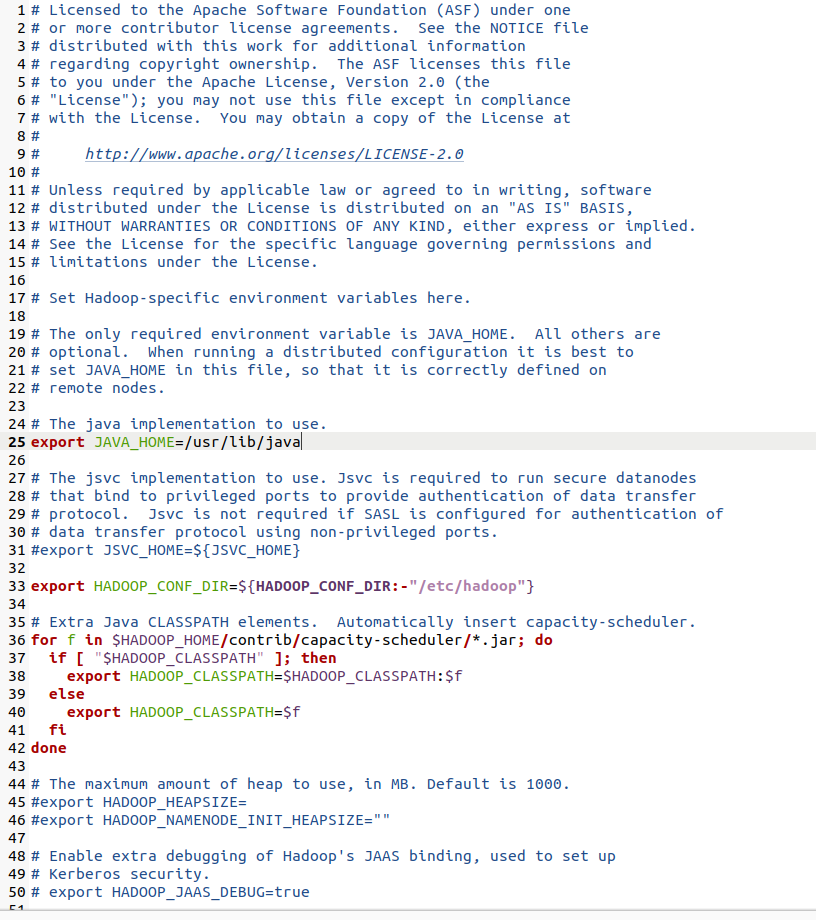 1 # Licensed to the Apache Software Foundation (ASF) under one
2 # or more contributor license agreements.  See the NOTICE file
3 # distributed with this work for additional information
4 # regarding copyright ownership.  The ASF licenses this file
5 # to you under the Apache License, Version 2.0 (the
6 # "License"); you may not use this file except in compliance
7 # with the License.  You may obtain a copy of the License at
8 #
9 #     http://www.apache.org/licenses/LICENSE-2.0
10 #
11 # Unless required by applicable law or agreed to in writing, software
12 # distributed under the License is distributed on an "AS IS" BASIS,
13 # WITHOUT WARRANTIES OR CONDITIONS OF ANY KIND, either express or implied.
14 # See the License for the specific language governing permissions and
15 # limitations under the License.
16
17 # Set Hadoop-specific environment variables here.
18
19 # The only required environment variable is JAVA_HOME.  All others are
20 # optional.  When running a distributed configuration it is best to
21 # set JAVA_HOME in this file, so that it is correctly defined on
22 # remote nodes.
23
24 # The java implementation to use.
25 export JAVA_HOME=/usr/lib/java
26
27 # The jsvc implementation to use. Jsvc is required to run secure datanodes
28 # that bind to privileged ports to provide authentication of data transfer
29 # protocol.  Jsvc is not required if SASL is configured for authentication of
30 # data transfer protocol using non-privileged ports.
31 #export JSVC_HOME=${JSVC_HOME}
32
33 export HADOOP_CONF_DIR=${HADOOP_CONF_DIR:-"/etc/hadoop"}
34
35 # Extra Java CLASSPATH elements.  Automatically insert capacity-scheduler.
36 for f in $HADOOP_HOME/contrib/capacity-scheduler/*.jar; do
37   if [ "$HADOOP_CLASSPATH" ]; then
38     export HADOOP_CLASSPATH=$HADOOP_CLASSPATH:$f
39   else
40     export HADOOP_CLASSPATH=$f
41   fi
42 done
43
44 # The maximum amount of heap to use, in MB. Default is 1000.
45 #export HADOOP_HEAPSIZE=
46 #export HADOOP_NAMENODE_INIT_HEAPSIZE=""
47
48 # Enable extra debugging of Hadoop's JAAS binding, used to set up
49 # Kerberos security.
50 # export HADOOP_JAAS_DEBUG=true
51